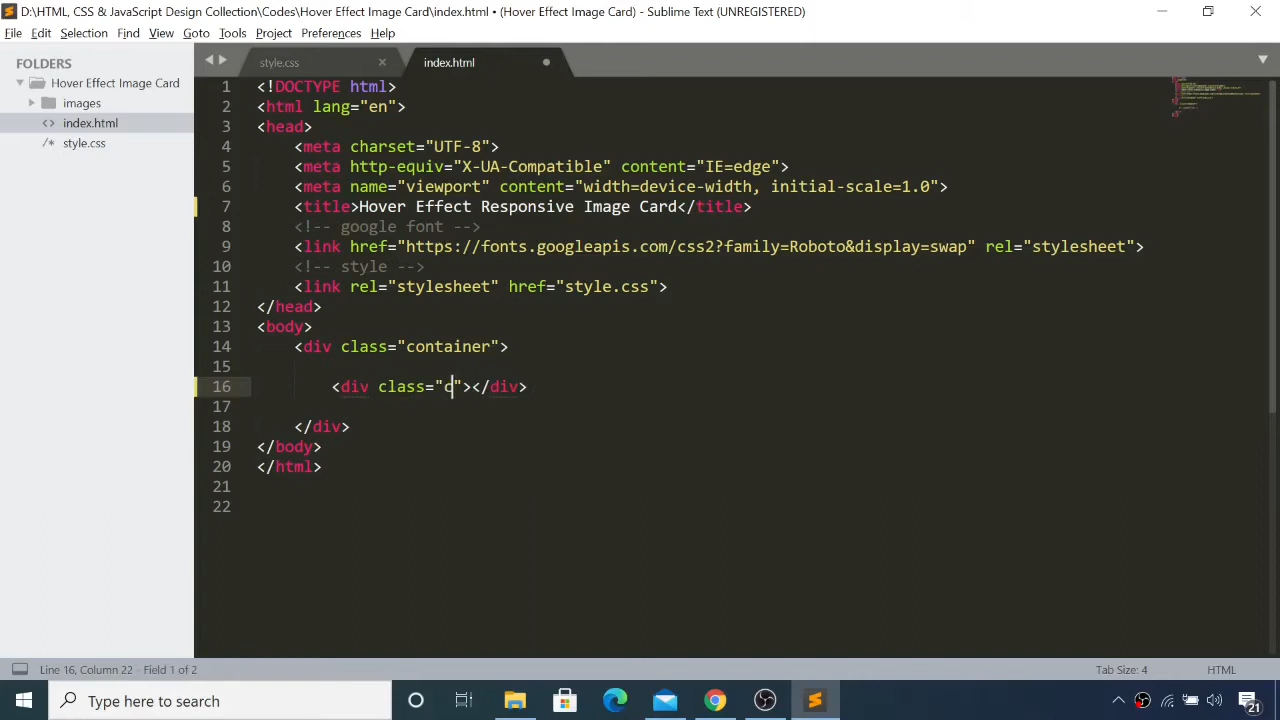 D:\HTML, CSS & JavaScript Design Collection\Codes\Hover Effect Image Card\index.html • (Hover Effect Image Card) - Sublime Text (UNREGISTERED)
File Edit Selection Find View Goto Tools Project Preferences Help
FOLDERS
Hover Effect Image Card
images
index.html
style.css
style.css index.html
1 <!DOCTYPE html>
2 <html lang="en">
3 <head>
4 <meta charset="UTF-8">
5 <meta http-equiv="X-UA-Compatible" content="IE=edge">
6 <meta name="viewport" content="width=device-width, initial-scale=1.0">
7 <title>Hover Effect Responsive Image Card</title>
8 <!-- google font -->
9 <link href="https://fonts.googleapis.com/css2?family=Roboto&display=swap" rel="stylesheet">
10 <!-- style -->
11 <link rel="stylesheet" href="style.css">
12 </head>
13 <body>
14 <div class="container">
15
16 <div class="c"></div>
17
18 </div>
19 </body>
20 </html>
21
22
Line 16, Column 22 - Field 1 of 2 Tab Size: 4 HTML
Type here to search 21